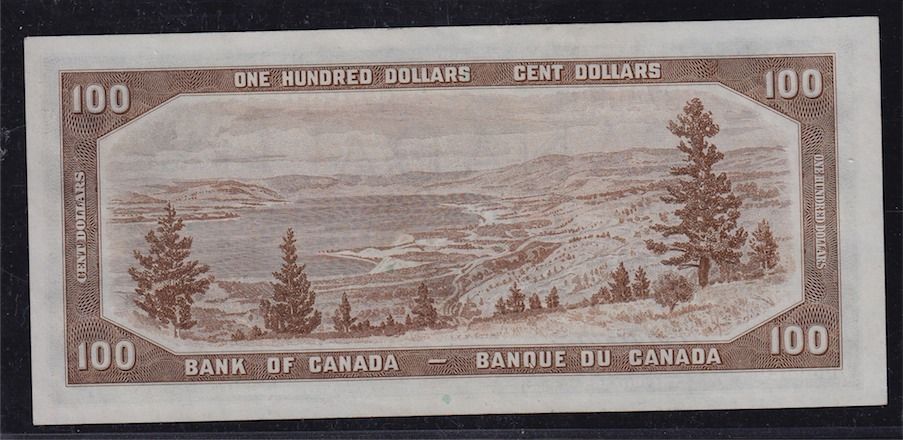 ONE HUNDRED DOLLARS CENT DOLLARS
100
100
CENT DOLLARS
ONE HUNDRED DOLLARS
100
100
BANK OF CANADA — BANQUE DU CANADA